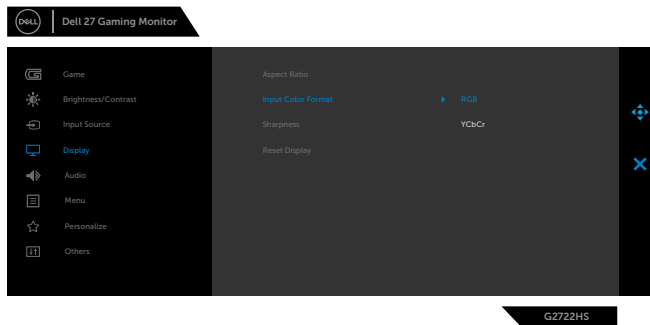 DELL
Dell 27 Gaming Monitor
Game
Aspect Ratio
Brightness/Contrast
Input Color Format
RGB
Input Source
Sharpness
YCbCr
Display
Reset Display
Audio
Menu
Personalize
Others
G2722HS